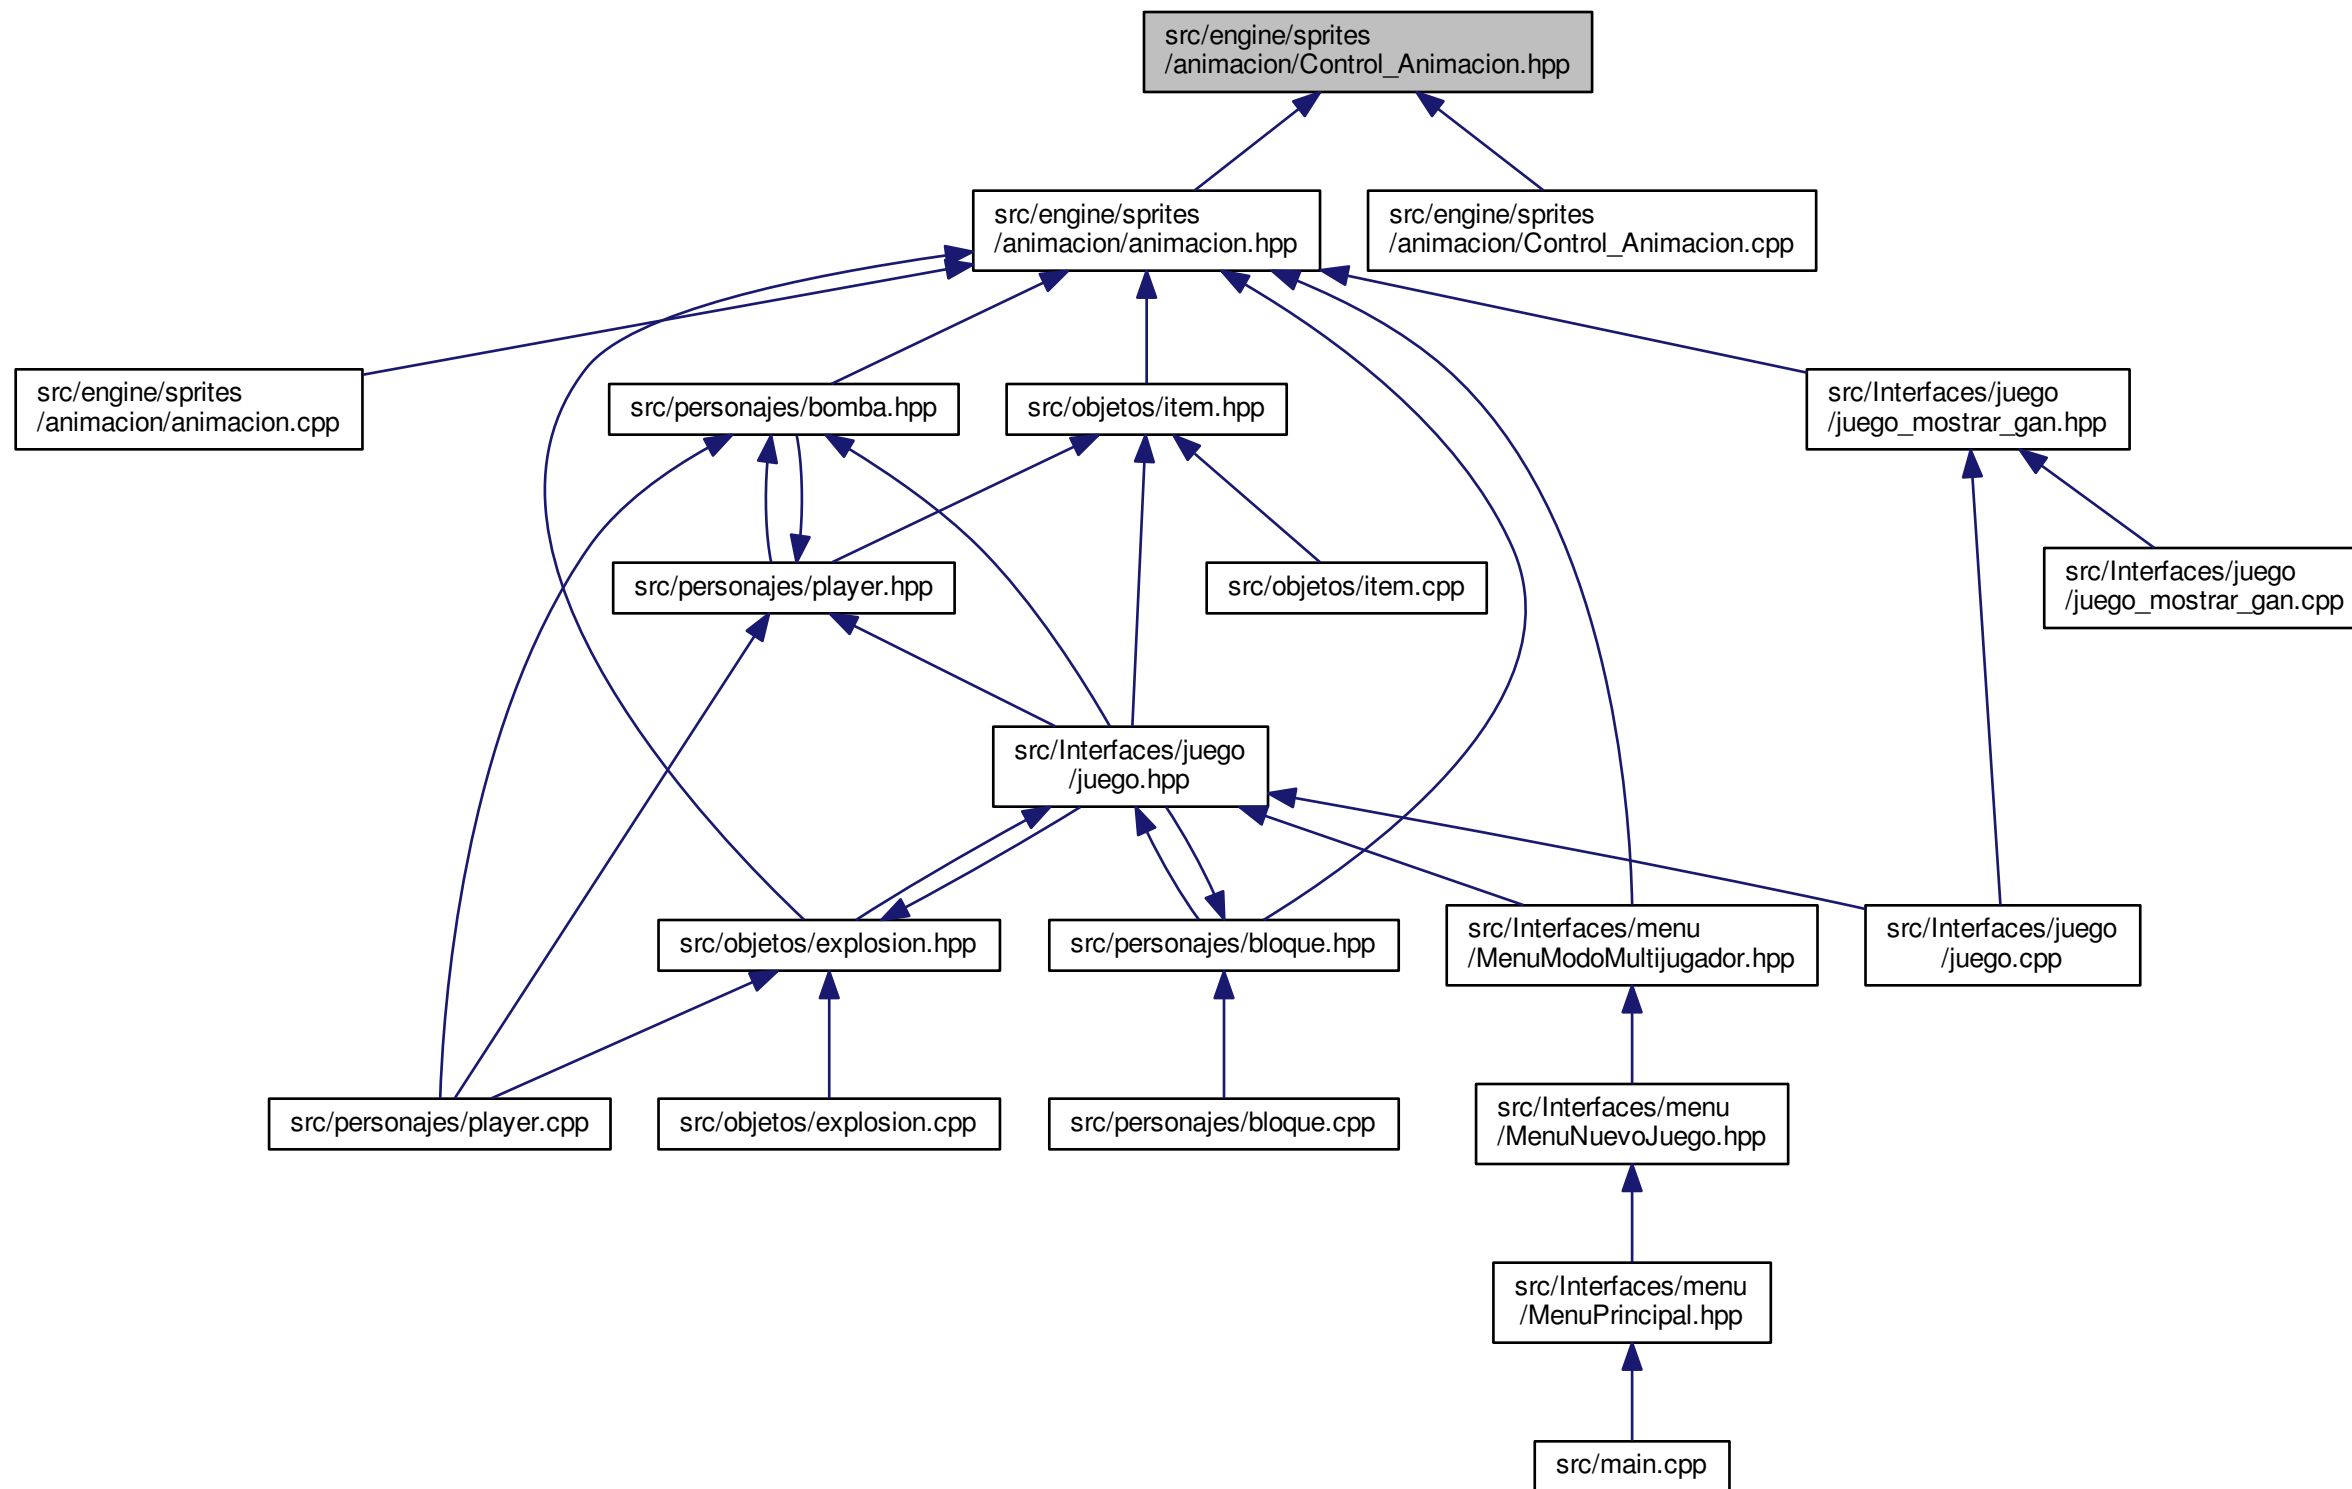 src/engine/sprites
/animacion/Control_Animacion.hpp
src/engine/sprites
/animacion/animacion.hpp
src/engine/sprites
/animacion/Control_Animacion.cpp
src/engine/sprites
/animacion/animacion.cpp
src/personajes/bomba.hpp
src/objetos/item.hpp
src/Interfaces/juego
/juego_mostrar_gan.hpp
src/personajes/player.hpp
src/objetos/item.cpp
src/Interfaces/juego
/juego_mostrar_gan.cpp
src/Interfaces/juego
/juego.hpp
src/objetos/explosion.hpp
src/personajes/bloque.hpp
src/Interfaces/menu
/MenuModoMultijugador.hpp
src/Interfaces/juego
/juego.cpp
src/personajes/player.cpp
src/objetos/explosion.cpp
src/personajes/bloque.cpp
src/Interfaces/menu
/MenuNuevoJuego.hpp
src/Interfaces/menu
/MenuPrincipal.hpp
src/main.cpp